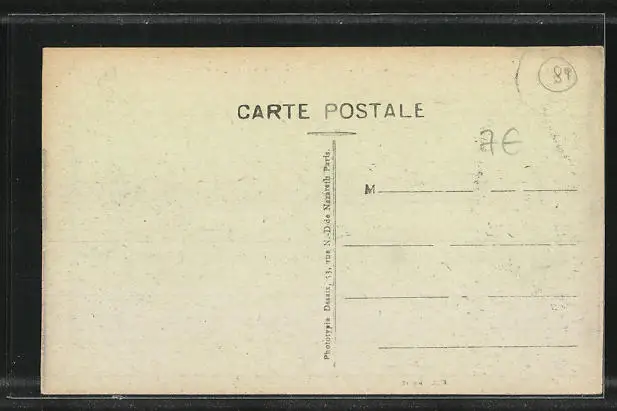 89
CARTE POSTALE
7€
M
Phototypie Desaix, 13, rue N.-D de Nazareth Paris.